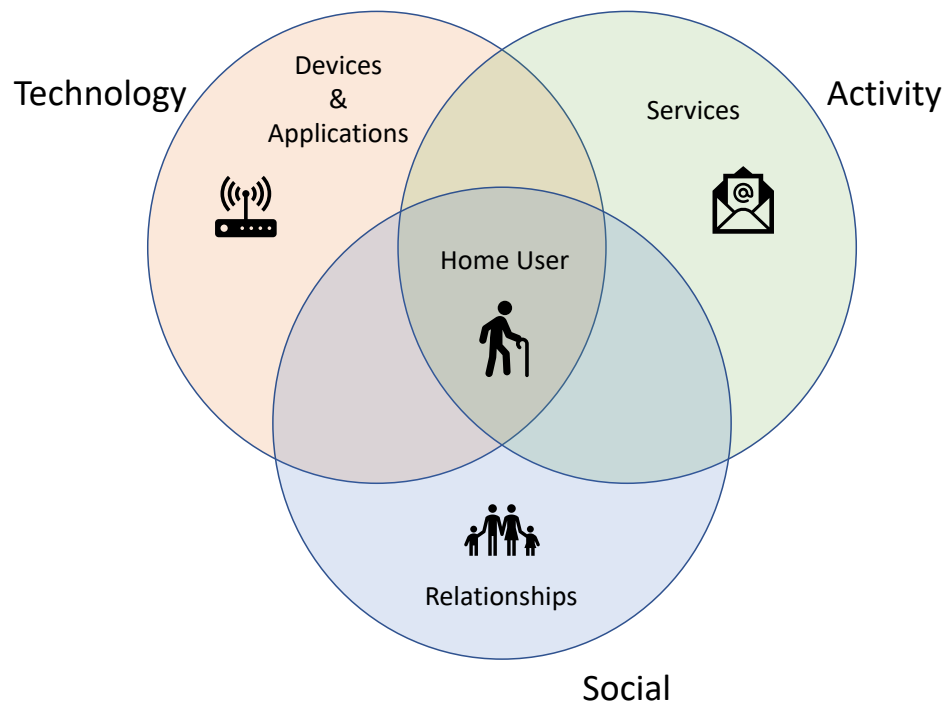 Technology
Devices
&
Applications
Services
Activity
@
Home User
Relationships
Social